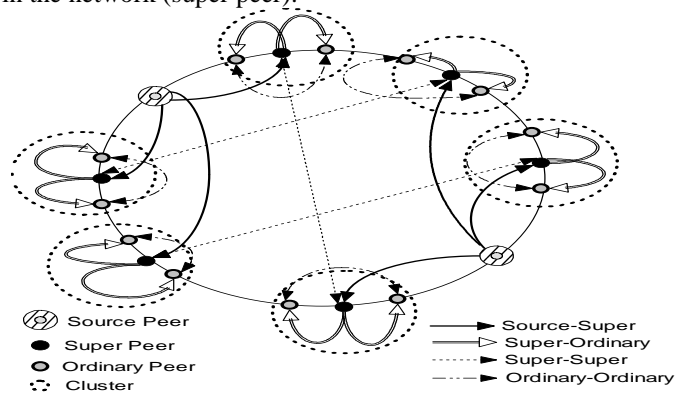 in the network (super peer).
Source Peer
Super Peer
Ordinary Peer
Cluster
Source-Super
Super-Ordinary
Super-Super
Ordinary-Ordinary